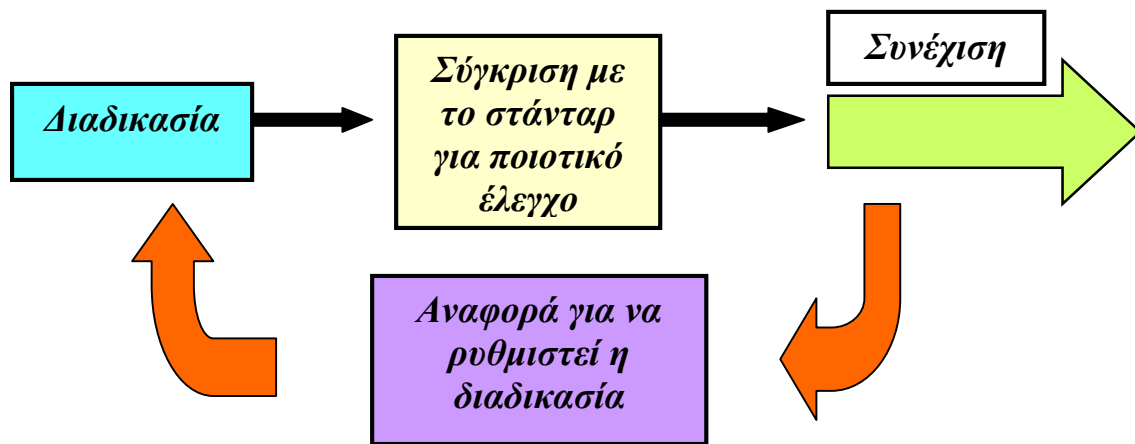 Διαδικασία
Σύγκριση με
το στάνταρ
για ποιοτικό
έλεγχο
Συνέχιση
Αναφορά για να
ρυθμιστεί η
διαδικασία